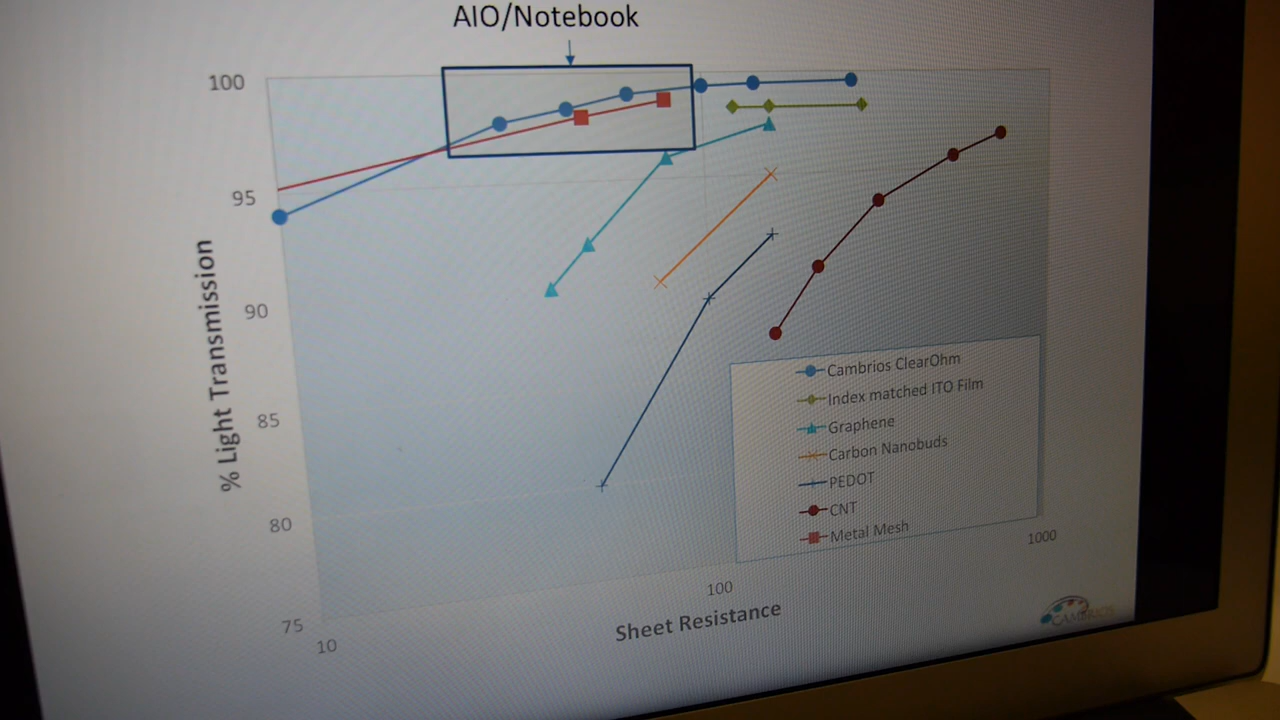 AIO/Notebook
100
95
90
85
80
75
% Light Transmission
10
100
1000
Sheet Resistance
Cambrios ClearOhm
Index matched ITO Film
Graphene
Carbon Nanobuds
PEDOT
CNT
Metal Mesh
CAMBRIOS